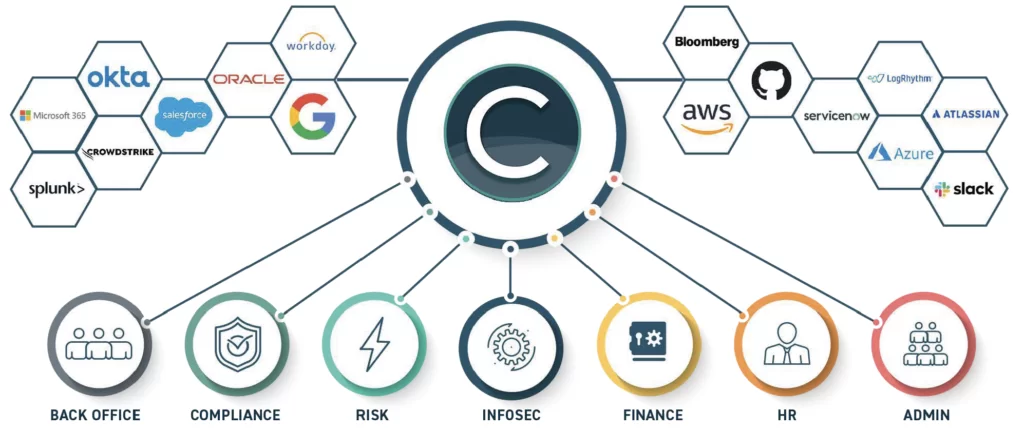 workday.
okta
ORACLE
Microsoft 365
salesforce
G
CROWDSTRIKE
splunk>
C
Bloomberg
LogRhythm
aws
servicenow
ATLASSIAN
Azure
slack
BACK OFFICE
COMPLIANCE
RISK
INFOSEC
FINANCE
HR
ADMIN